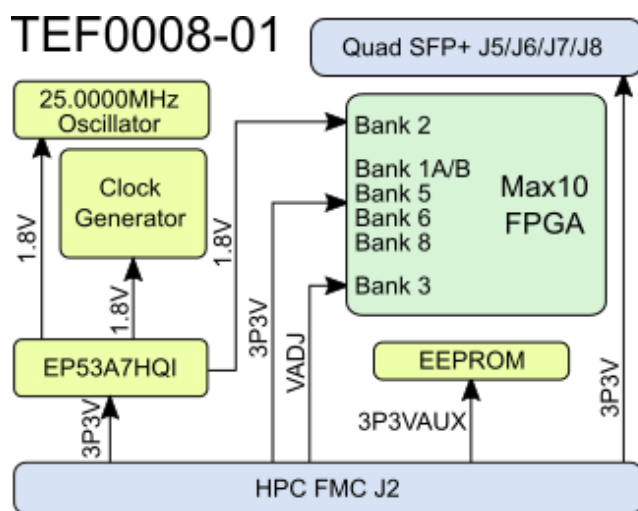 TEF0008-01
Quad SFP+ J5/J6/J7/J8
25.0000MHz
Oscillator
Clock
Generator
1.8V
1.8V
1.8V
Bank 2
Bank 1A/B
Bank 5
Bank 6
Bank 8
Bank 3
Max10
FPGA
3P3V
VADJ
EP53A7HQI
EEPROM
3P3V
3P3VAUX
3P3V
HPC FMC J2